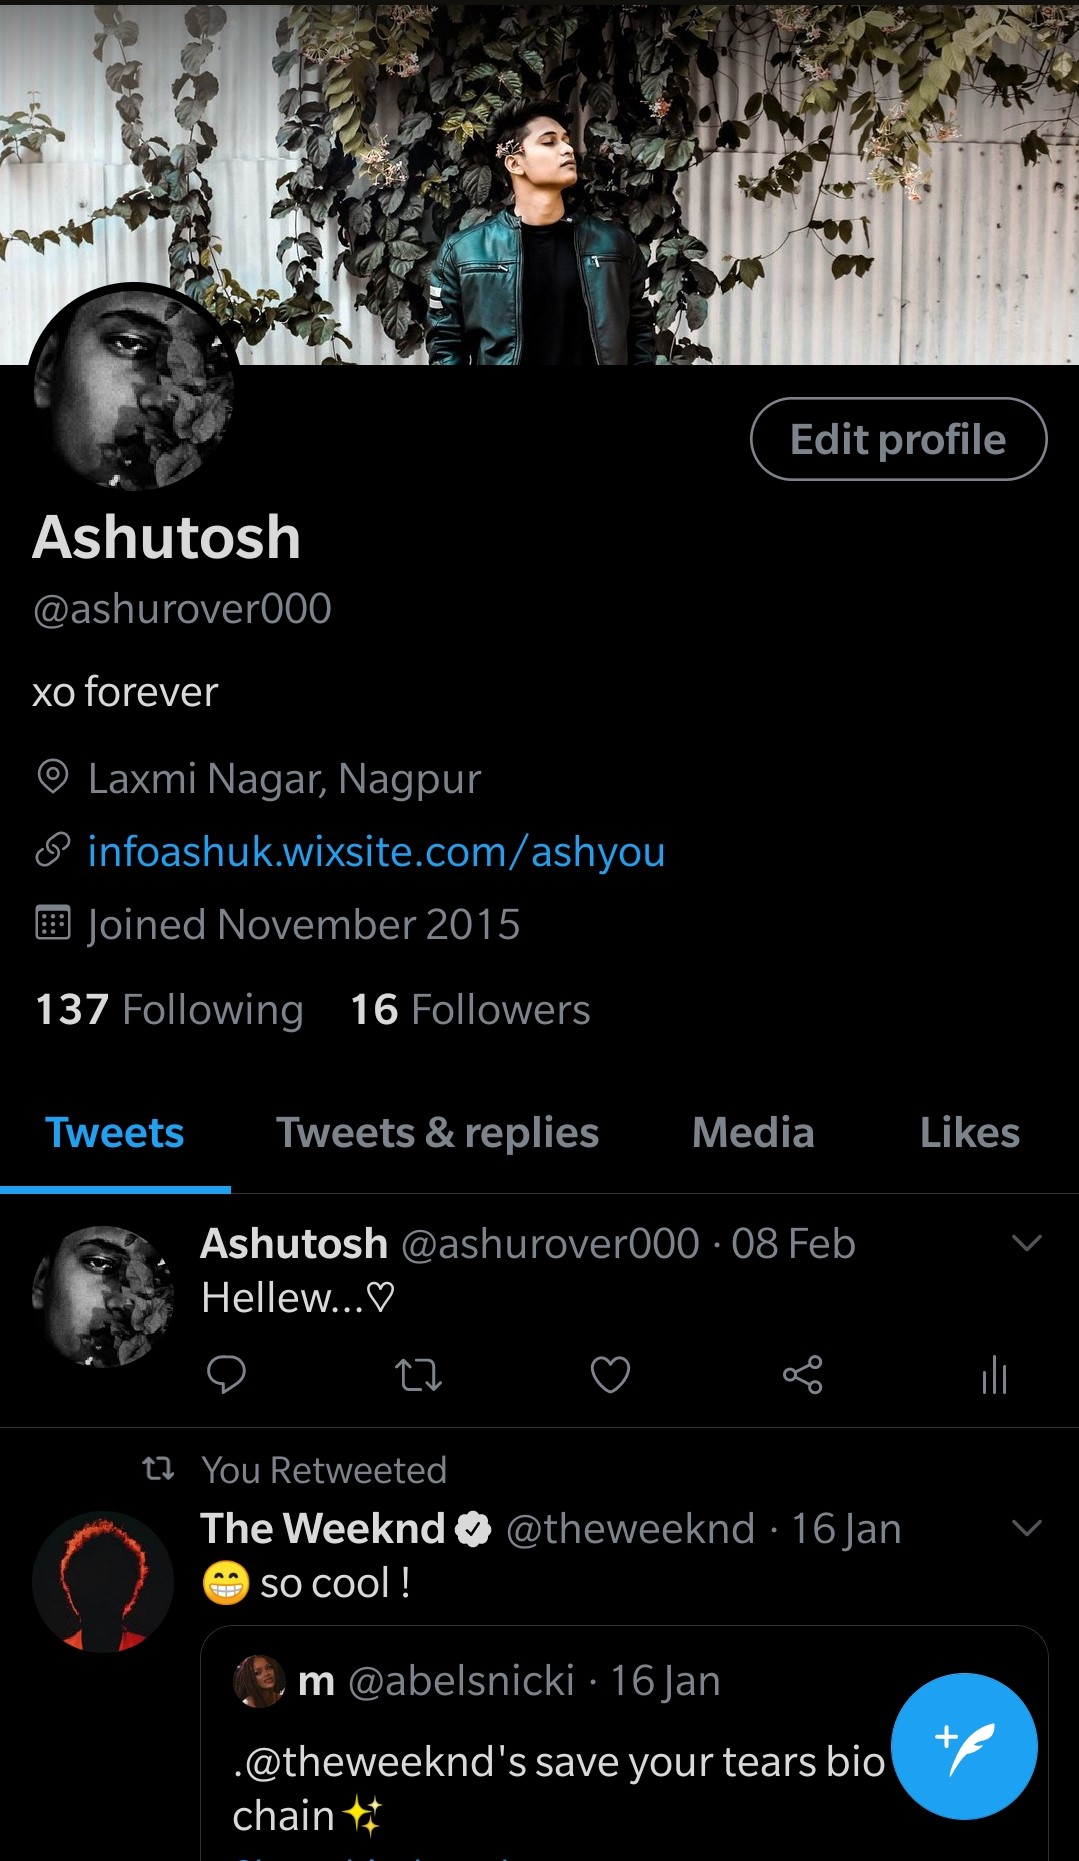 Edit profile
Ashutosh
@ashurover000
xo forever
Laxmi Nagar, Nagpur
infoashuk.wixsite.com/ashyou
Joined November 2015
137 Following 16 Followers
Tweets Tweets & replies Media Likes
Ashutosh @ashurover000 · 08 Feb
Hellew...♡
You Retweeted
The Weeknd @theweeknd · 16 Jan
😁 so cool !
m @abelsnicki · 16 Jan
.@theweeknd's save your tears bio
chain✨